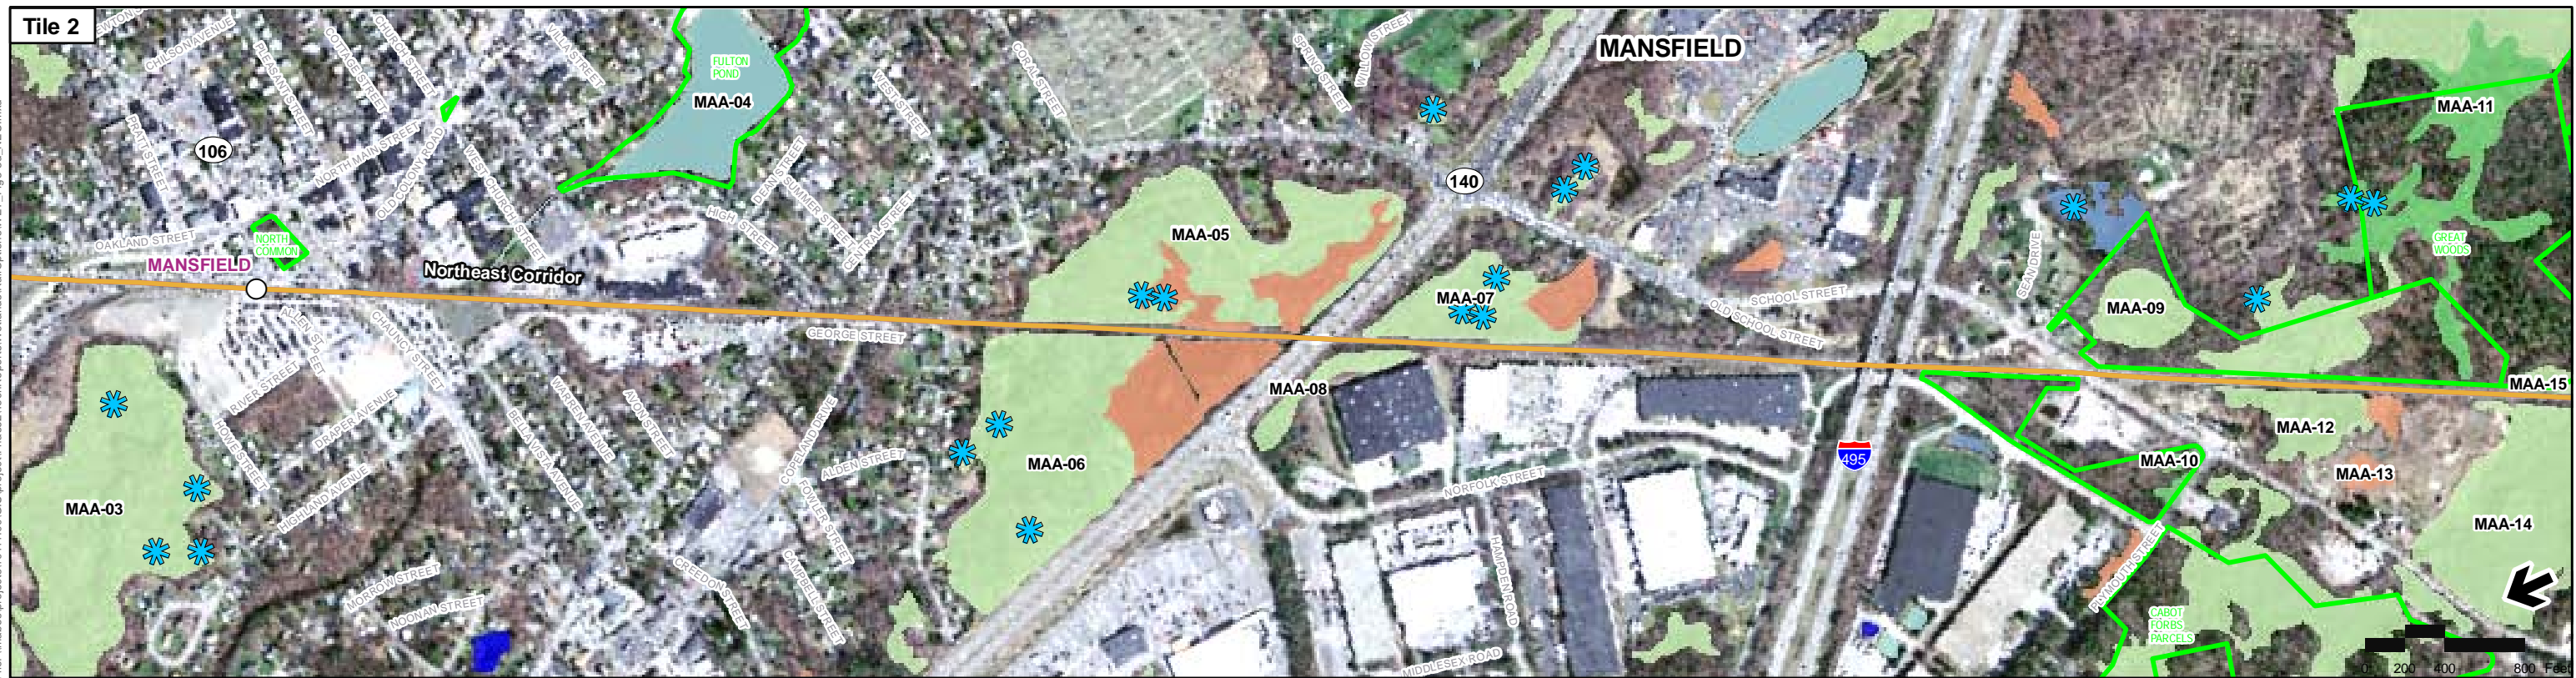 Tile 2
CHILSON AVENUE
PLEASANT STREET
COTTAGE STREET
CHURCH STREET
VILLA STREET
FULTON
POND
MAA-04
WEST STREET
CORAL STREET
SPRING STREET
WILLOW STREET
MANSFIELD
MAA-11
PRATT STREET
106
NORTH MAIN STREET
OLD COLONY ROAD
WEST CHURCH STREET
DEAN STREET
SUMMER STREET
HIGH STREET
CENTRAL STREET
140
OAKLAND STREET
NORTH
COMMON
MANSFIELD
Northeast Corridor
MAA-05
MAA-07
SCHOOL STREET
OLD SCHOOL STREET
SEAN DRIVE
MAA-09
GREAT
WOODS
GEORGE STREET
ALLEN STREET
CHAUNCY STREET
RIVER STREET
DRAPER AVENUE
HOWE STREET
HIGHLAND AVENUE
BELLA VISTA AVENUE
WARREN AVENUE
AVON STREET
COPELAND DRIVE
ALDEN STREET
FOWLER STREET
MAA-08
MAA-15
MAA-12
MAA-03
MAA-06
NORFOLK STREET
495
MAA-10
MAA-13
MAA-14
MORROW STREET
NOONAN STREET
CREEDON STREET
CAMPBELL STREET
HAMPDEN ROAD
MIDDLESEX ROAD
PLYMOUTH STREET
CABOT
FORBS
PARCELS
0 200 400 800 Feet